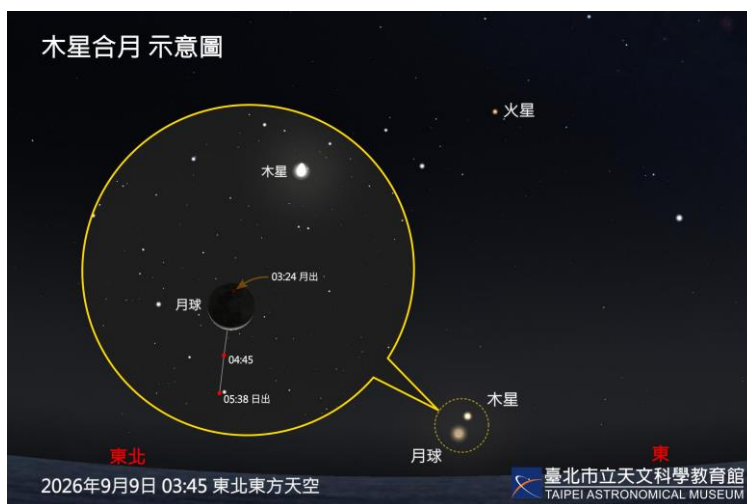 木星合月 示意圖
火星
木星
03:24 月出
月球
04:45
05:38 日出
木星
月球
東北
東
2026年9月9日 03:45 東北東方天空
臺北市立天文科學教育館
TAIPEI ASTRONOMICAL MUSEUM